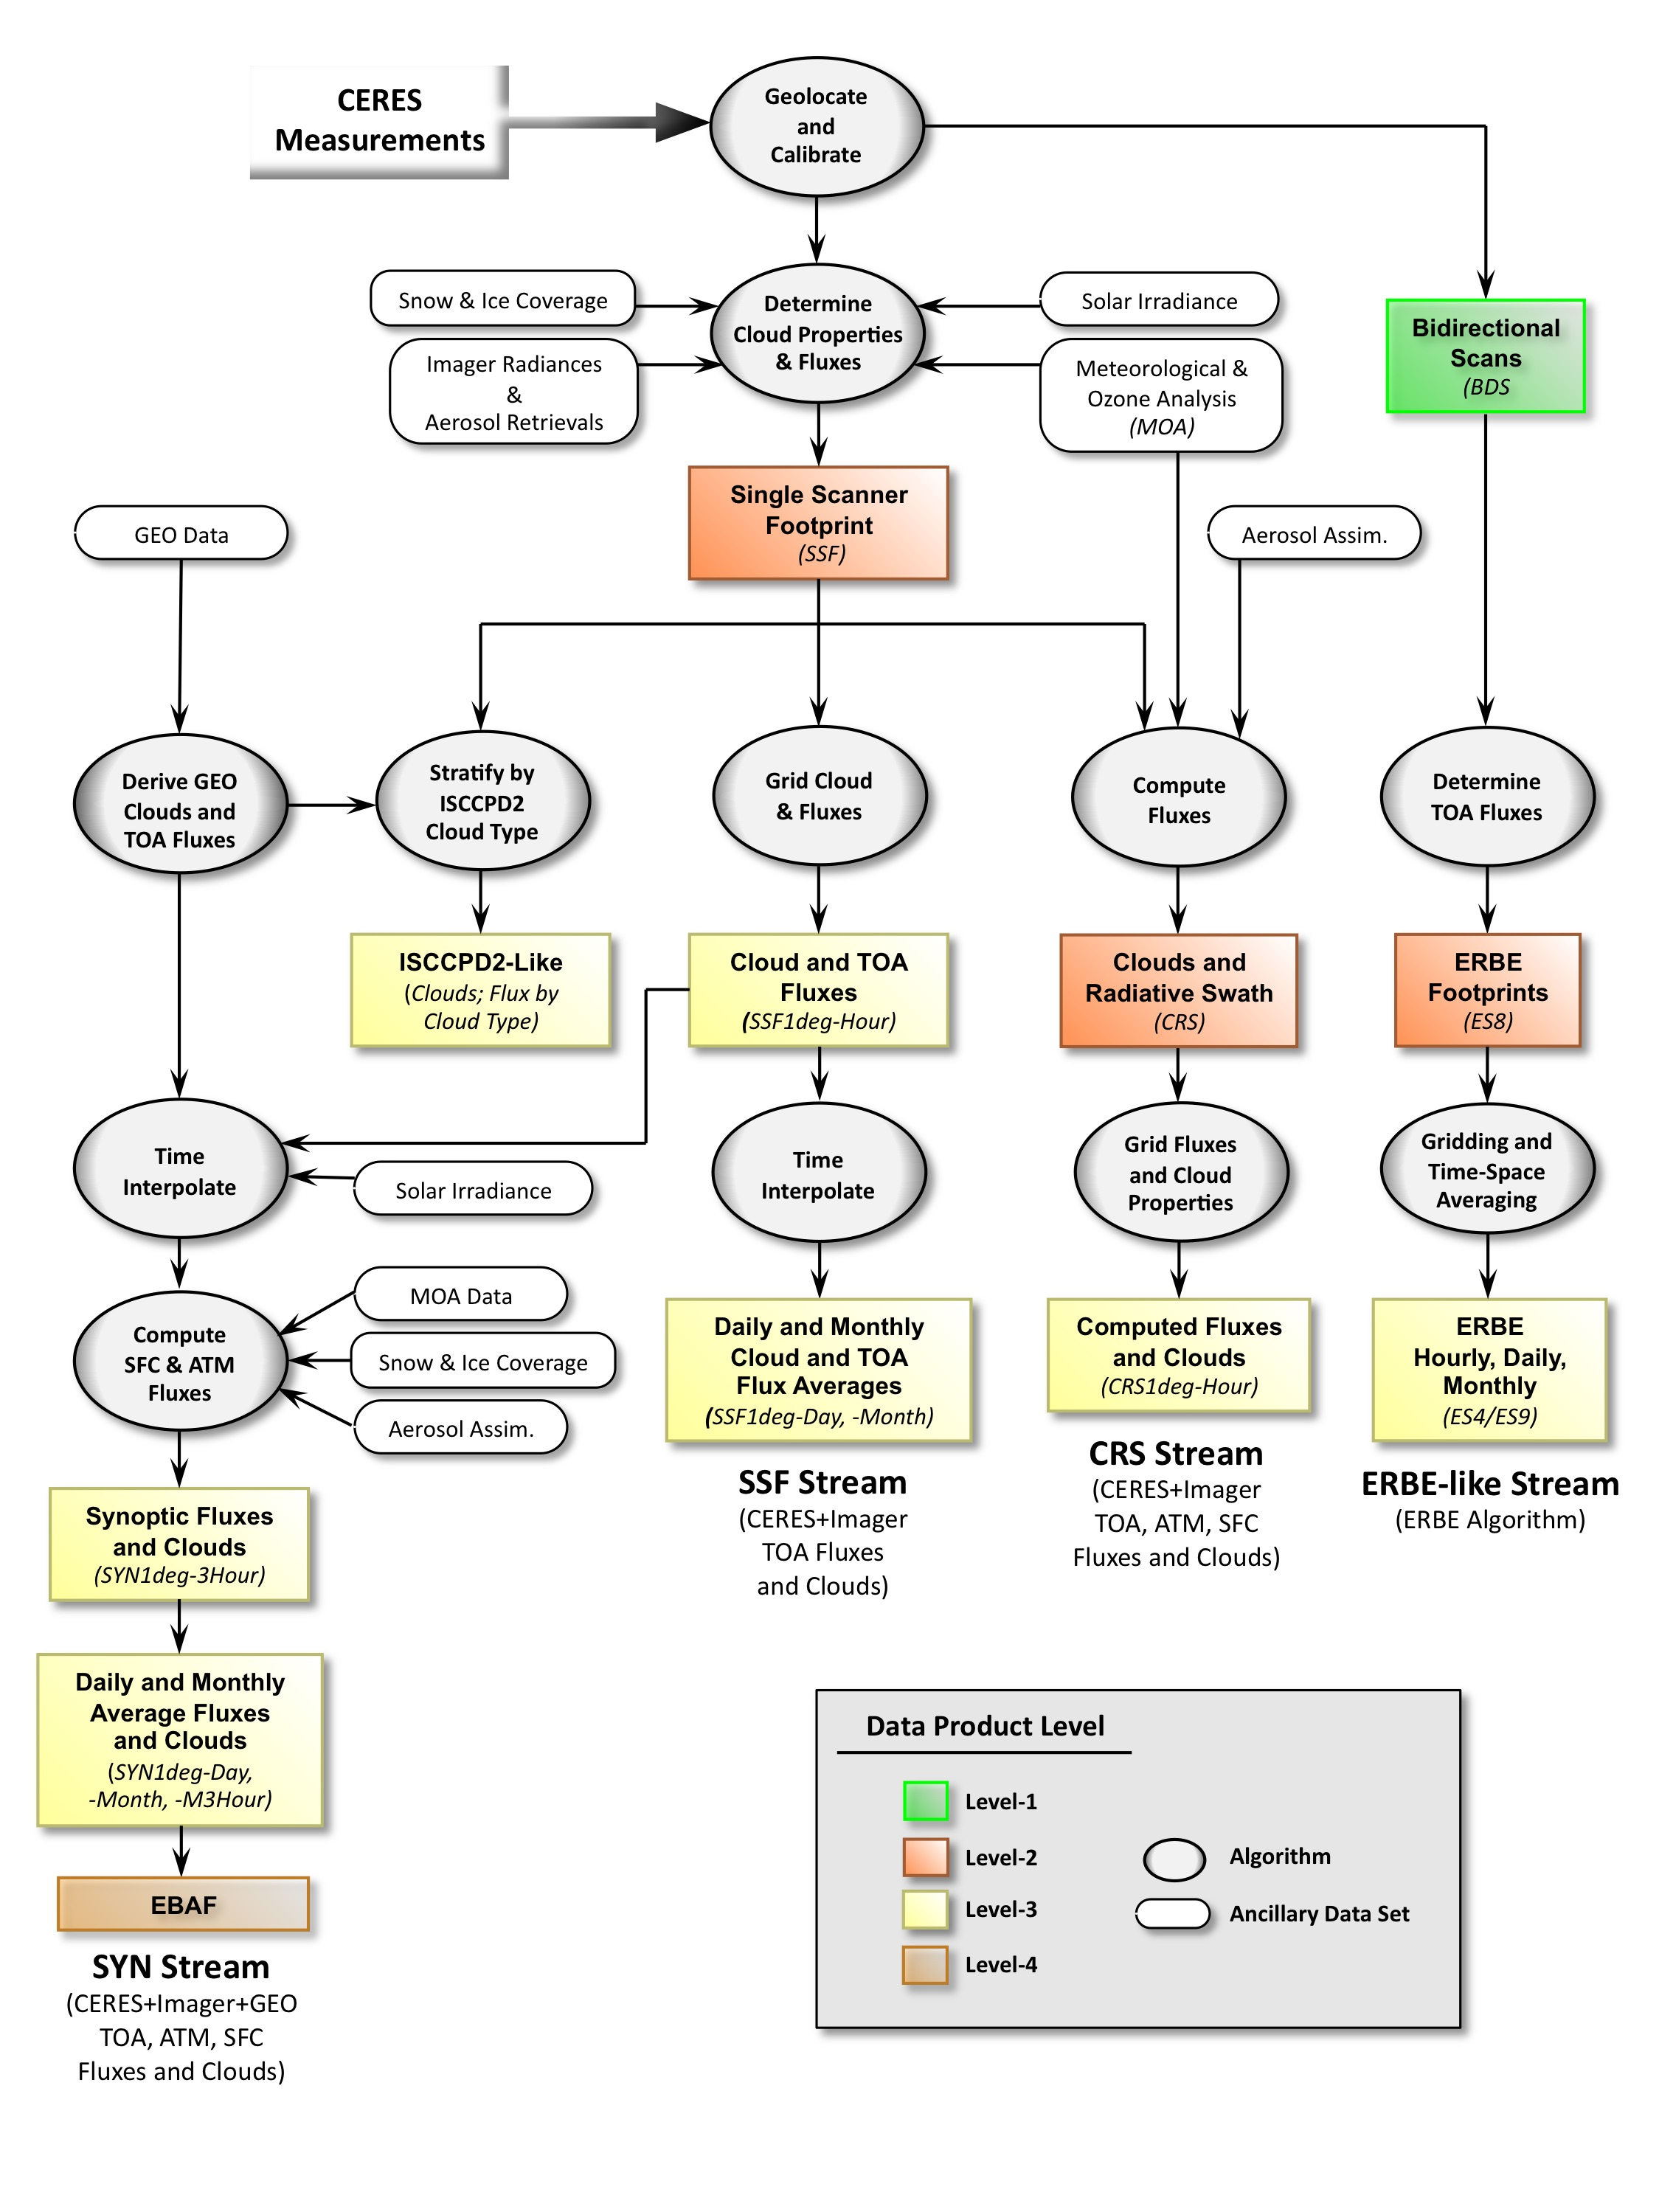 CERES
Measurements
Geolocate
and
Calibrate
Snow & Ice Coverage
Imager Radiances
&
Aerosol Retrievals
Determine
Cloud Properties
& Fluxes
Solar Irradiance
Meteorological &
Ozone Analysis
(MOA)
Bidirectional
Scans
(BDS
Single Scanner
Footprint
(SSF)
GEO Data
Aerosol Assim.
Derive GEO
Clouds and
TOA Fluxes
Stratify by
ISCCPD2
Cloud Type
Grid Cloud
& Fluxes
Compute
Fluxes
Determine
TOA Fluxes
ISCCPD2-Like
(Clouds; Flux by
Cloud Type)
Cloud and TOA
Fluxes
(SSF1deg-Hour)
Clouds and
Radiative Swath
(CRS)
ERBE
Footprints
(ES8)
Time
Interpolate
Solar Irradiance
Time
Interpolate
Grid Fluxes
and Cloud
Properties
Gridding and
Time-Space
Averaging
Compute
SFC & ATM
Fluxes
MOA Data
Snow & Ice Coverage
Aerosol Assim.
Daily and Monthly
Cloud and TOA
Flux Averages
(SSF1deg-Day, -Month)
SSF Stream
(CERES+Imager
TOA Fluxes
and Clouds)
Computed Fluxes
and Clouds
(CRS1deg-Hour)
CRS Stream
(CERES+Imager
TOA, ATM, SFC
Fluxes and Clouds)
ERBE
Hourly, Daily,
Monthly
(ES4/ES9)
ERBE-like Stream
(ERBE Algorithm)
Synoptic Fluxes
and Clouds
(SYN1deg-3Hour)
Daily and Monthly
Average Fluxes
and Clouds
(SYN1deg-Day,
-Month, -M3Hour)
EBAF
SYN Stream
(CERES+Imager+GEO
TOA, ATM, SFC
Fluxes and Clouds)
Data Product Level
Level-1
Level-2
Level-3
Level-4
Algorithm
Ancillary Data Set